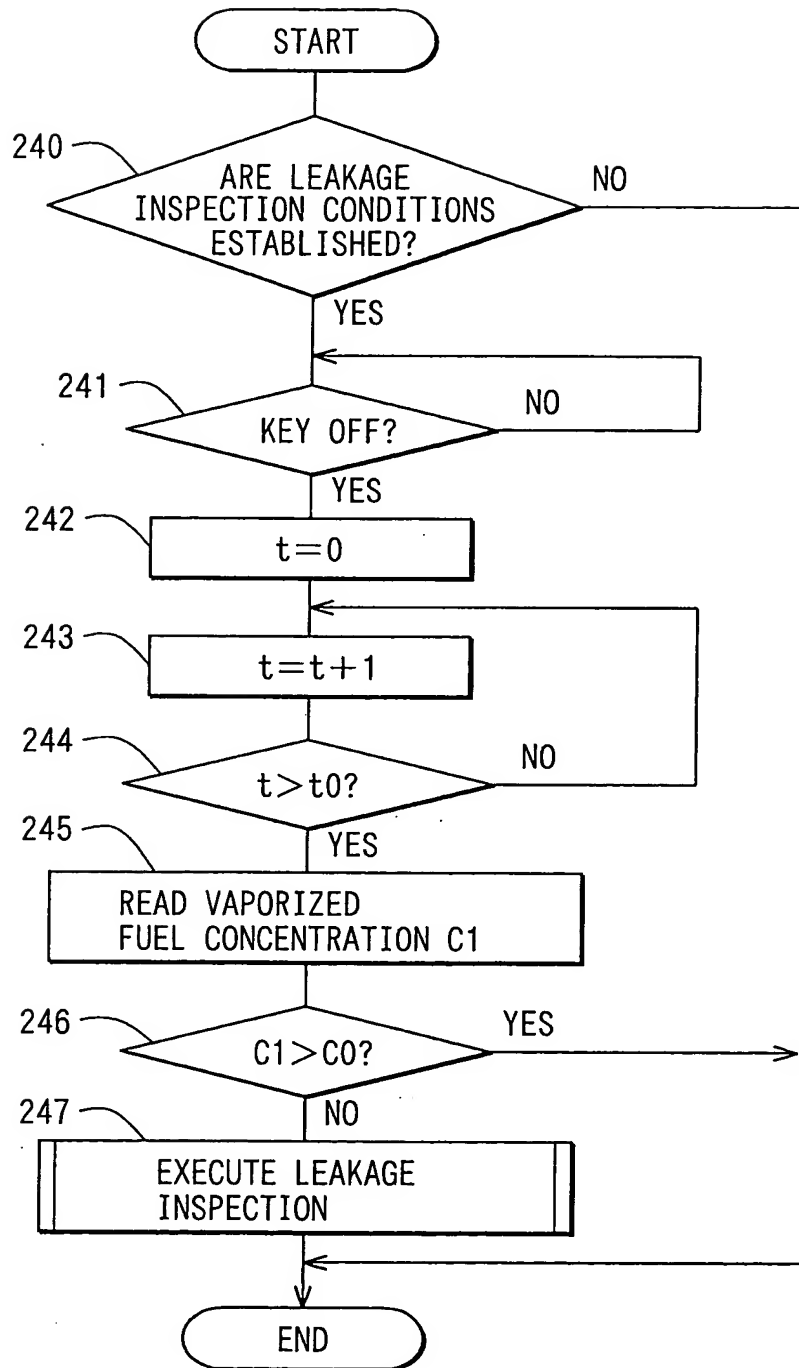 START
240
ARE LEAKAGE
INSPECTION CONDITIONS
ESTABLISHED?
NO
YES
241
KEY OFF?
NO
YES
242
t=0
243
t=t+1
244
t>t0?
NO
YES
245
READ VAPORIZED
FUEL CONCENTRATION C1
246
C1>C0?
YES
NO
247
EXECUTE LEAKAGE
INSPECTION
END